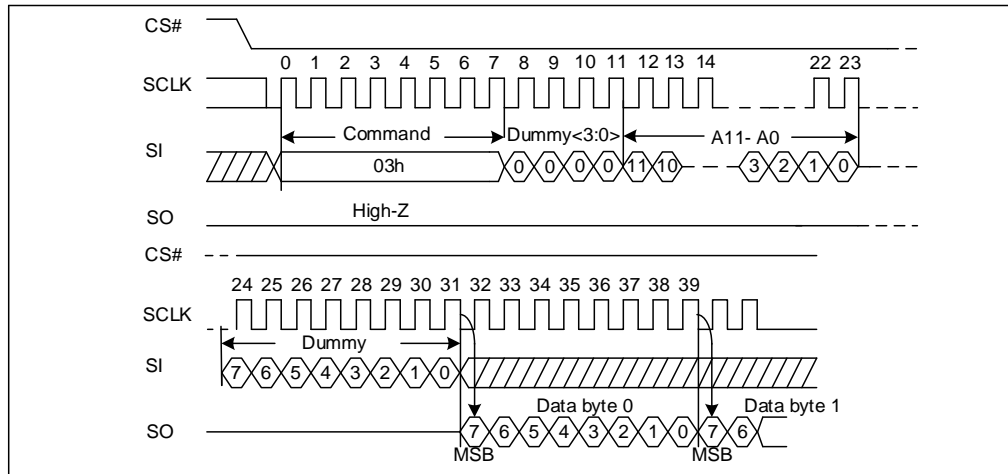 CS#
0 1 2 3 4 5 6 7 8 9 10 11 12 13 14 22 23
SCLK
Command Dummy<3:0> A11- A0
SI
03h 0 0 0 0 11 10 3 2 1 0
High-Z
SO
CS#
24 25 26 27 28 29 30 31 32 33 34 35 36 37 38 39
SCLK
Dummy
SI
7 6 5 4 3 2 1 0
Data byte 0 Data byte 1
SO
7 6 5 4 3 2 1 0 7 6
MSB MSB